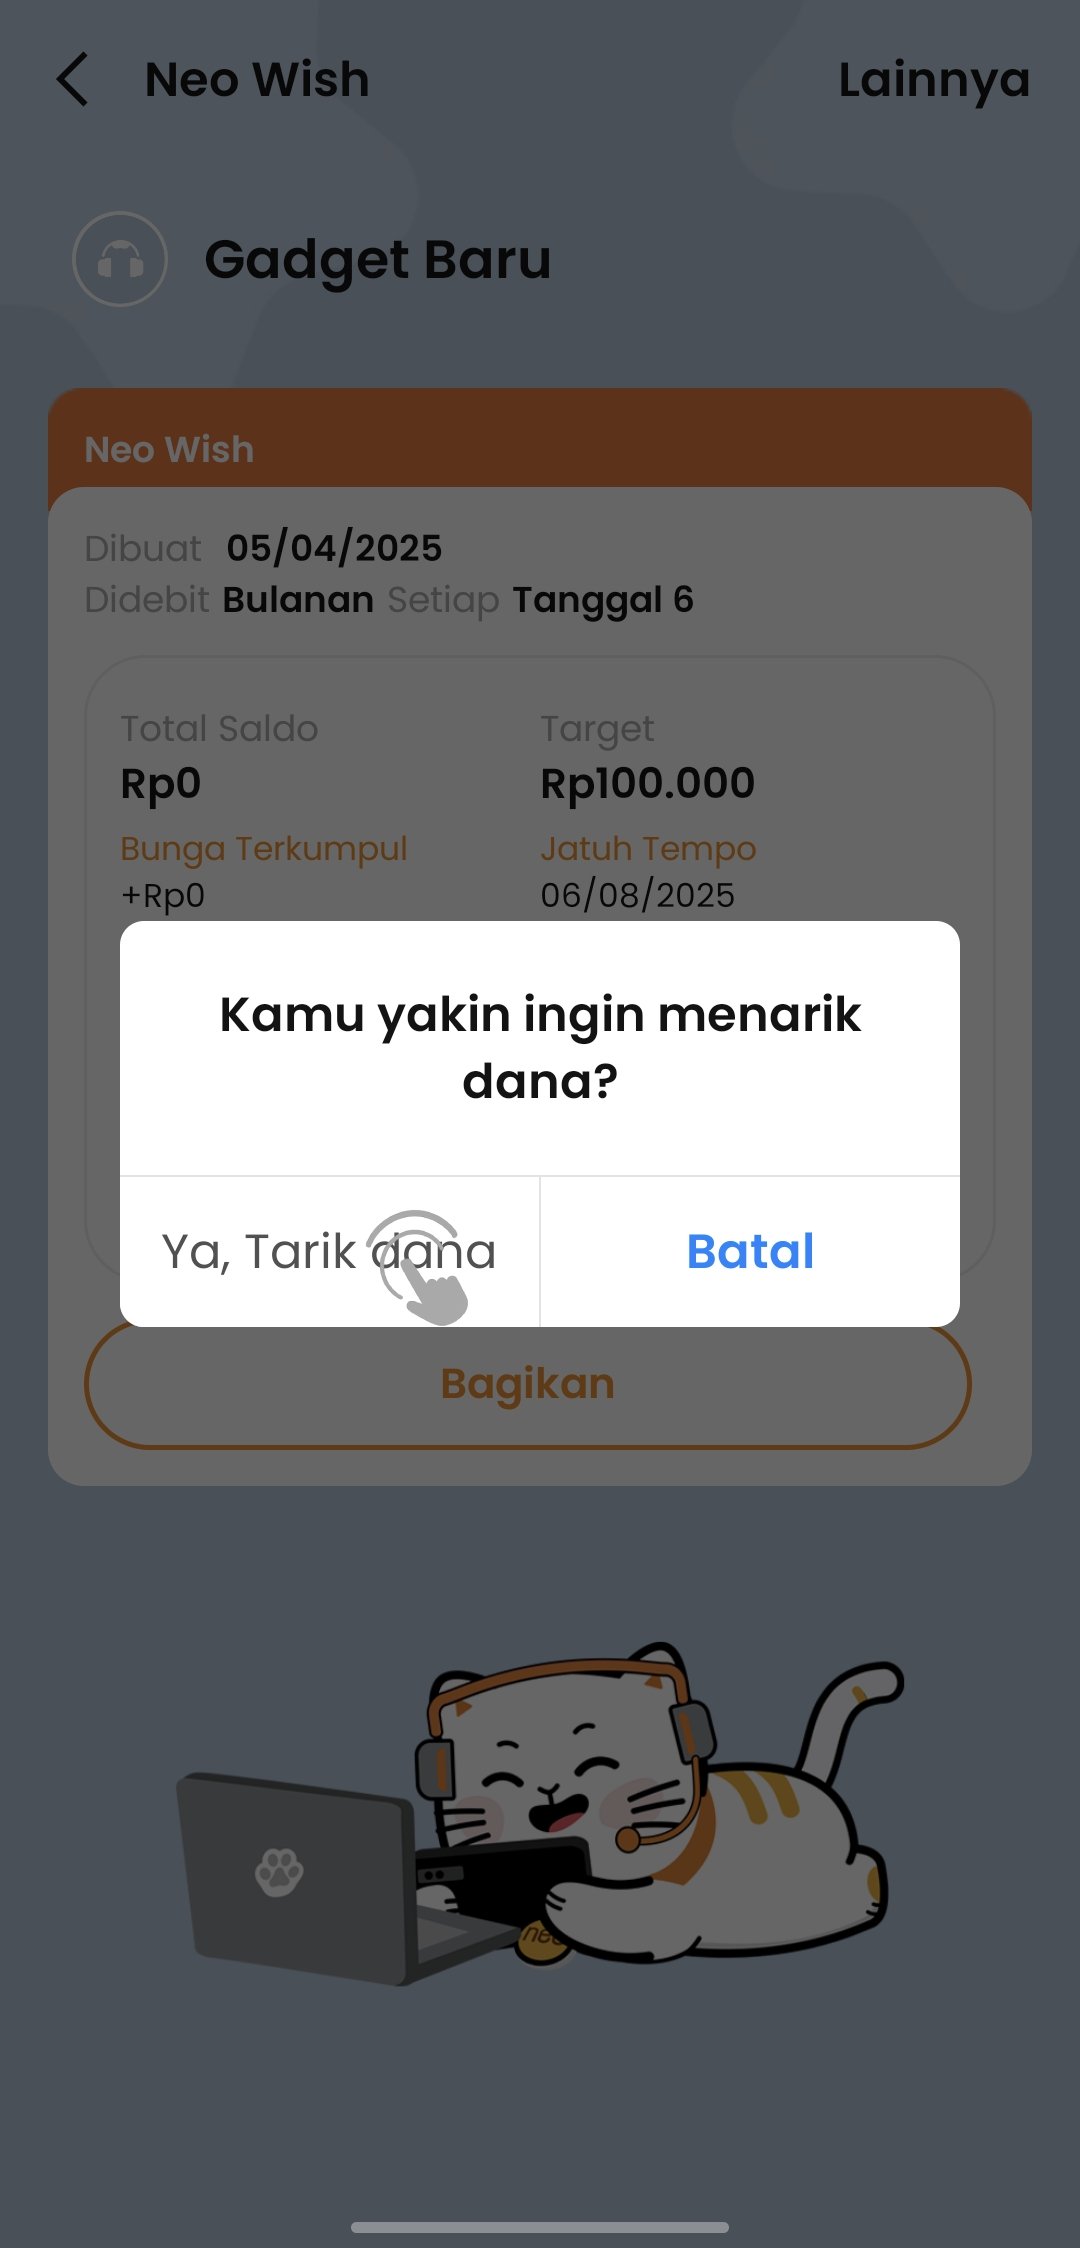 Neo Wish
Lainnya
Gadget Baru
Neo Wish
Dibuat 05/04/2025
Didebit Bulanan Setiap Tanggal 6
Total Saldo
Target
Rp0
Rp100.000
Bunga Terkumpul
Jatuh Tempo
+Rp0
06/08/2025
Kamu yakin ingin menarik
dana?
Ya, Tarik dana
Batal
Bagikan
neo